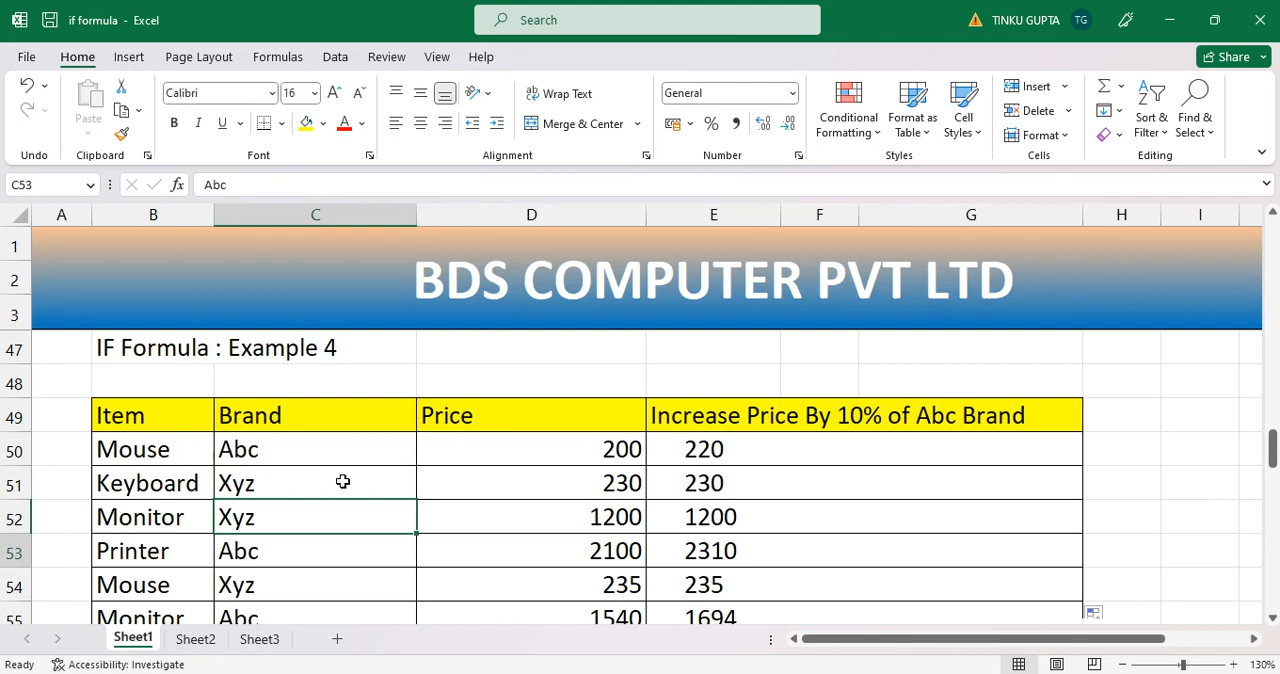 if formula - Excel
Search
TINKU GUPTA TG
File Home Insert Page Layout Formulas Data Review View Help Share
Paste
Calibri 16
B I U A
Wrap Text
Merge & Center
General
Conditional Formatting
Format as Table
Cell Styles
Insert
Delete
Format
Sort & Filter
Find & Select
Undo Clipboard Font Alignment Number Styles Cells Editing
C53 fx Abc
A B C D E F G H I
1
2 BDS COMPUTER PVT LTD
3
47 IF Formula : Example 4
48
49 Item Brand Price Increase Price By 10% of Abc Brand
50 Mouse Abc 200 220
51 Keyboard Xyz 230 230
52 Monitor Xyz 1200 1200
53 Printer Abc 2100 2310
54 Mouse Xyz 235 235
55 Monitor Abc 1540 1694
Sheet1 Sheet2 Sheet3
Ready Accessibility: Investigate 130%